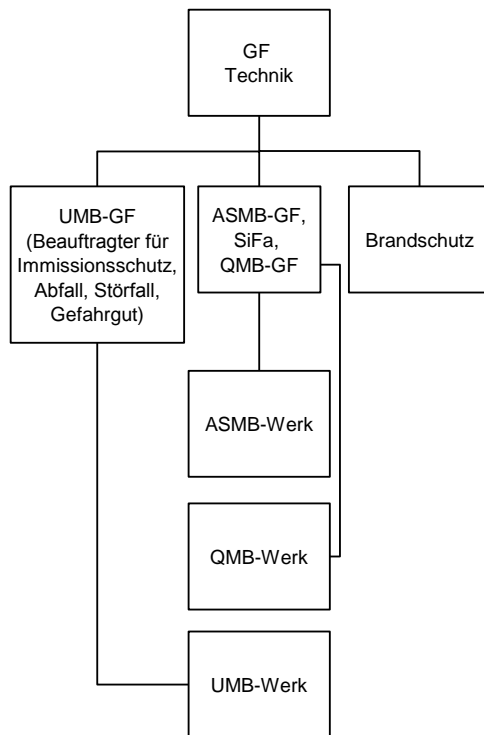 GF
Technik
UMB-GF
(Beauftragter für
Immissionsschutz,
Abfall, Störfall,
Gefahrgut)
ASMB-GF,
SiFa,
QMB-GF
Brandschutz
ASMB-Werk
QMB-Werk
UMB-Werk